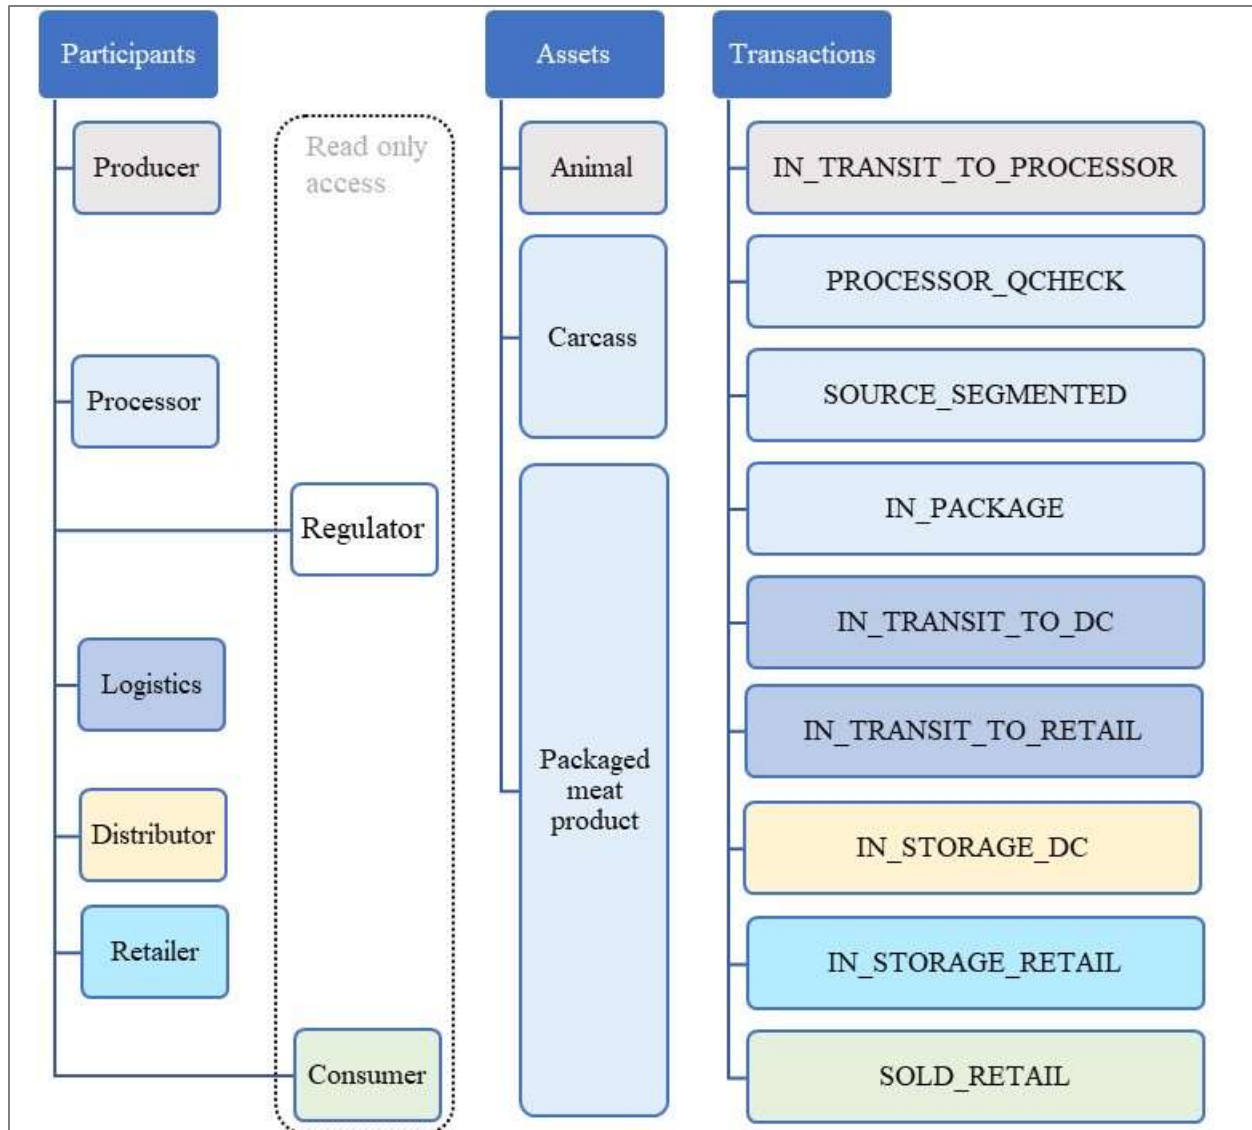 Participants
Producer
Read only
access
Processor
Regulator
Logistics
Distributor
Retailer
Consumer
Assets
Animal
Carcass
Packaged
meat
product
Transactions
IN_TRANSIT_TO_PROCESSOR
PROCESSOR_QCHECK
SOURCE_SEGMENTED
IN_PACKAGE
IN_TRANSIT_TO_DC
IN_TRANSIT_TO_RETAIL
IN_STORAGE_DC
IN_STORAGE_RETAIL
SOLD_RETAIL